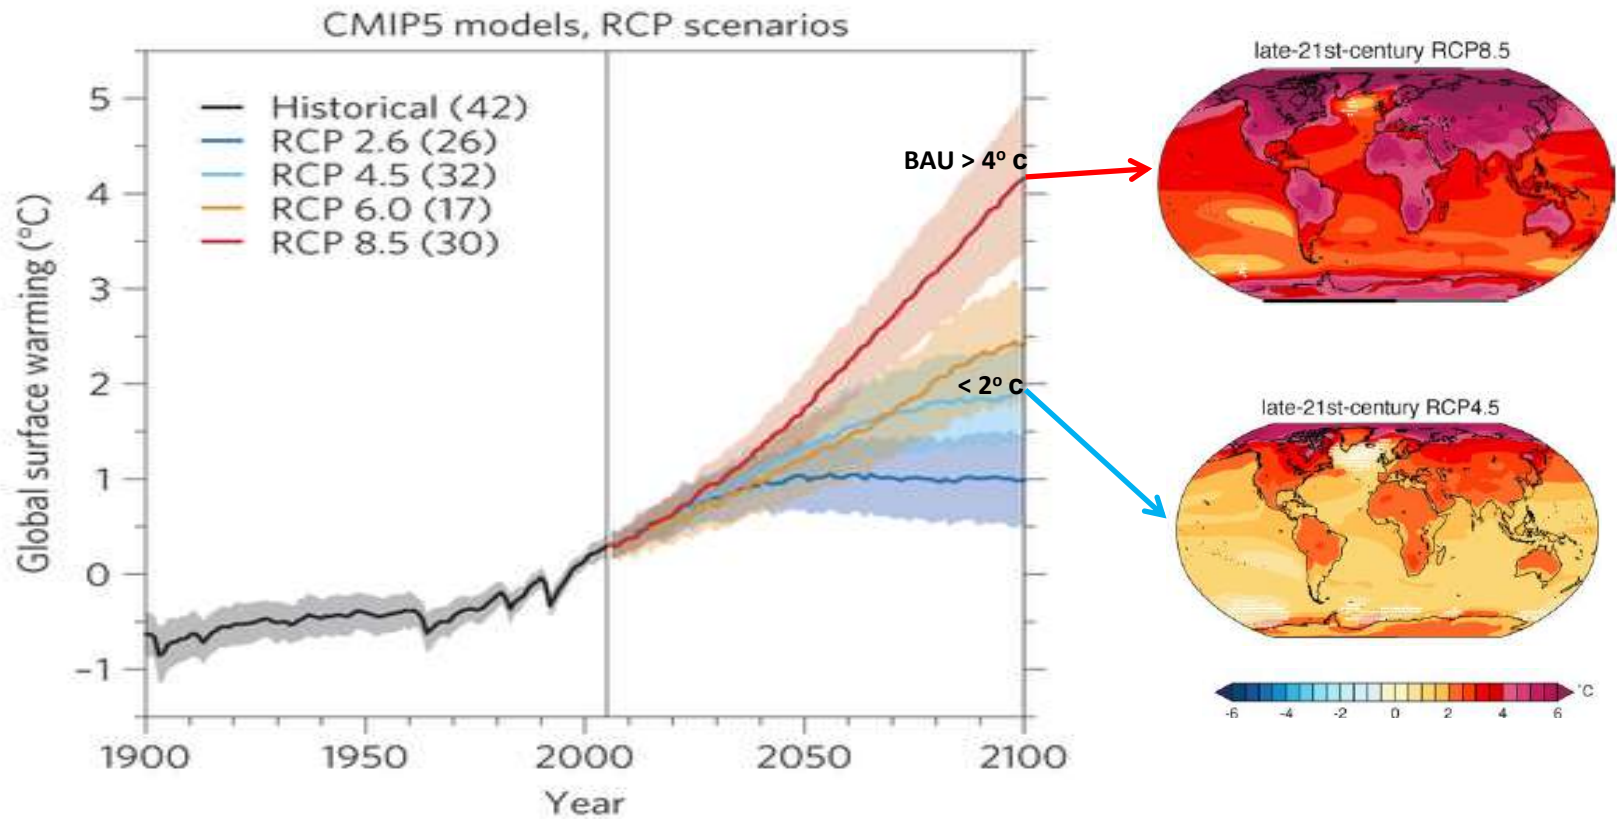 CMIP5 models, RCP scenarios
Historical (42)
RCP 2.6 (26)
RCP 4.5 (32)
RCP 6.0 (17)
RCP 8.5 (30)
Global surface warming (°C)
5
4
3
2
1
0
−1
1900
1950
2000
2050
2100
Year
BAU > 4° c
< 2° c
late-21st-century RCP8.5
late-21st-century RCP4.5
-6 -4 -2 0 2 4 6 °C